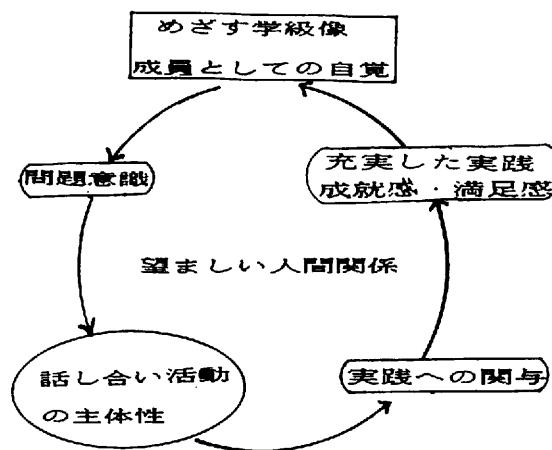 めざす学級像
成員としての自覚
問題意識
充実した実践
成就感・満足感
望ましい人間関係
話し合い活動
の主体性
実践への関与